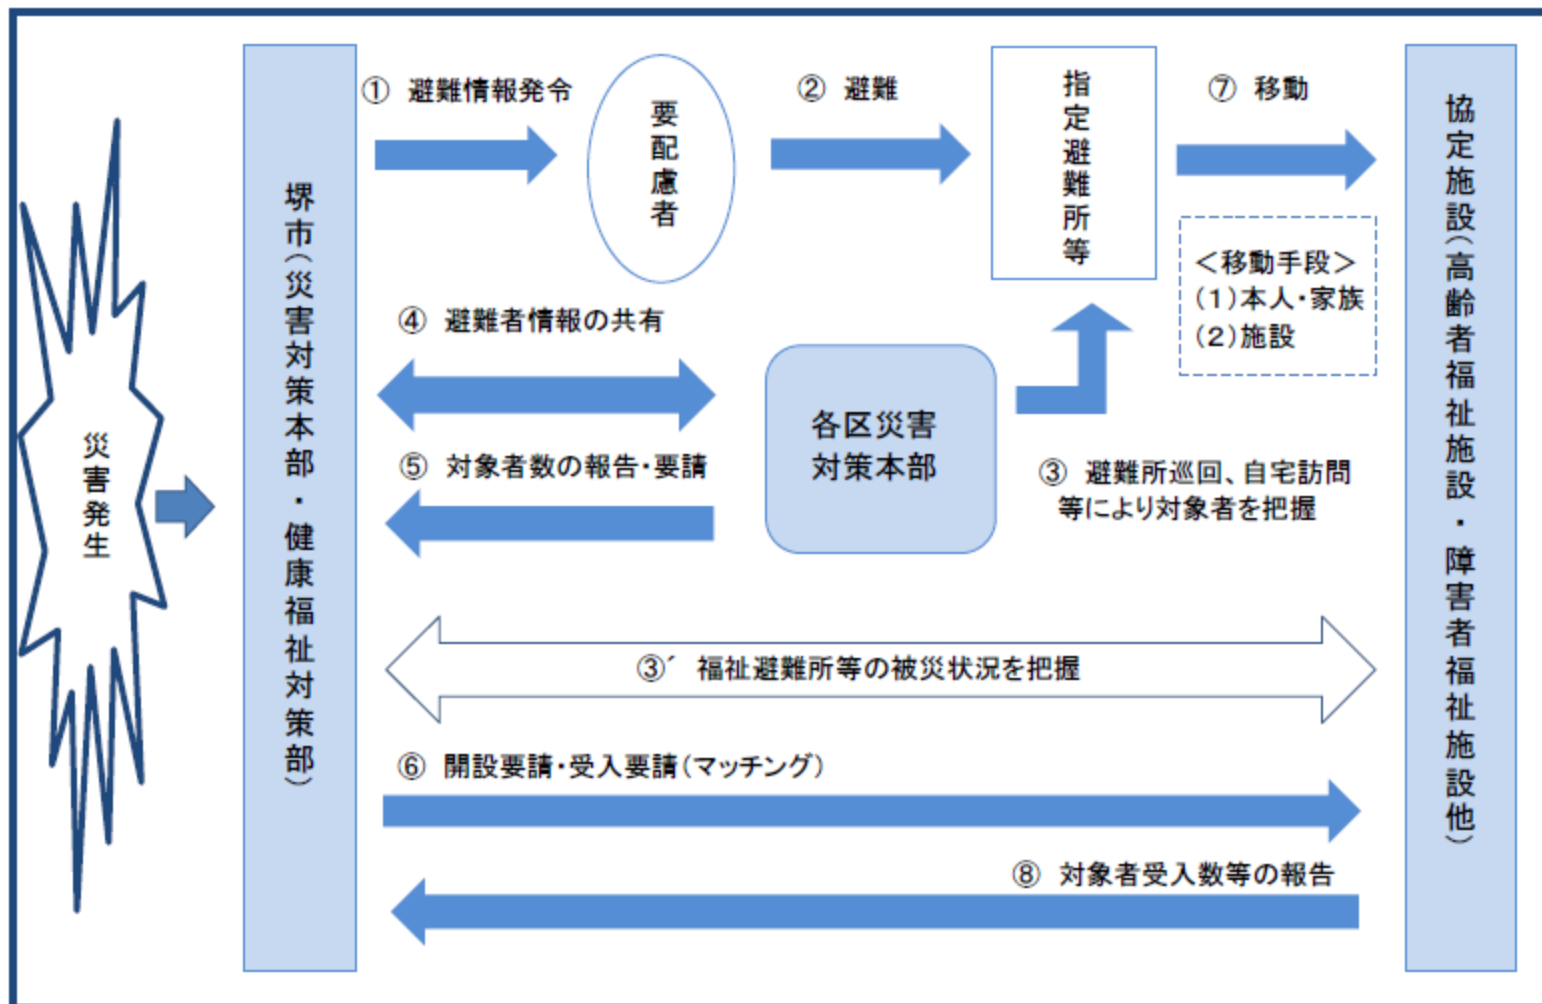 災害発生
堺市（災害対策本部・健康福祉対策部）
① 避難情報発令
要配慮者
② 避難
指定避難所等
⑦ 移動
＜移動手段＞
（１）本人・家族
（２）施設
協定施設（高齢者福祉施設・障害者福祉施設他）
④ 避難者情報の共有
各区災害
対策本部
⑤ 対象者数の報告・要請
③ 避難所巡回、自宅訪問
等により対象者を把握
③´ 福祉避難所等の被災状況を把握
⑥ 開設要請・受入要請（マッチング）
⑧ 対象者受入数等の報告